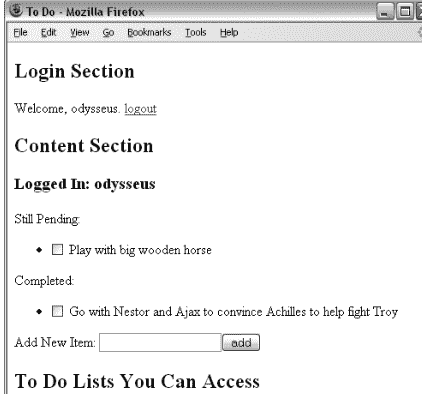 To Do - Mozilla Firefox
File Edit View Go Bookmarks Tools Help
Login Section
Welcome, odysseus. logout
Content Section
Logged In: odysseus
Still Pending:
Play with big wooden horse
Completed:
Go with Nestor and Ajax to convince Achilles to help fight Troy
Add New Item: add
To Do Lists You Can Access